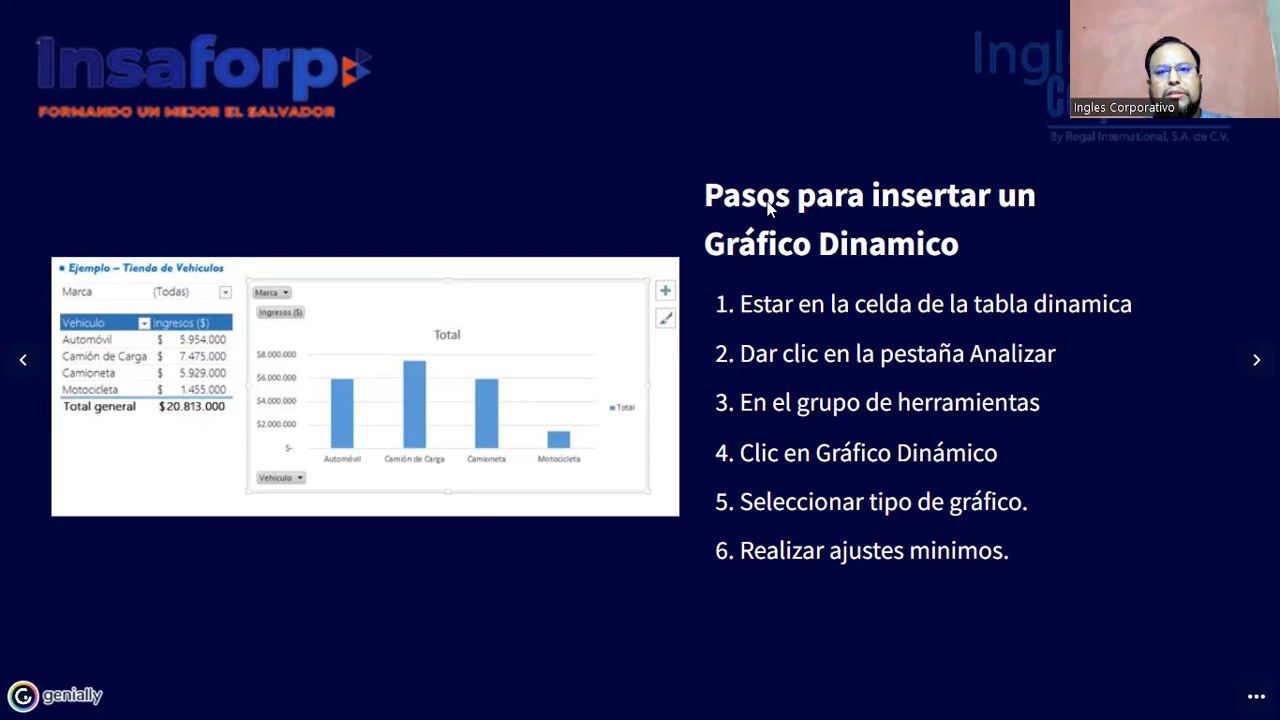 Insaforp
FORMANDO UN MEJOR EL SALVADOR
Ingl
C
By Regal International, S.A. de C.V.
Ingles Corporativo
Pasos para insertar un
Gráfico Dinamico
1. Estar en la celda de la tabla dinamica
2. Dar clic en la pestaña Analizar
3. En el grupo de herramientas
4. Clic en Gráfico Dinámico
5. Seleccionar tipo de gráfico.
6. Realizar ajustes minimos.
• Ejemplo – Tienda de Vehiculos
Marca (Todas)
Vehiculo Ingresos ($)
Automóvil $ 5.954.000
Camión de Carga $ 7.475.000
Camioneta $ 5.929.000
Motocicleta $ 1.455.000
Total general $20.813.000
Marca
Ingresos ($)
Total
$8.000.000
$6.000.000
$4.000.000
$2.000.000
$-
Automóvil Camión de Carga Camioneta Motocicleta
Total
Vehiculo
genially